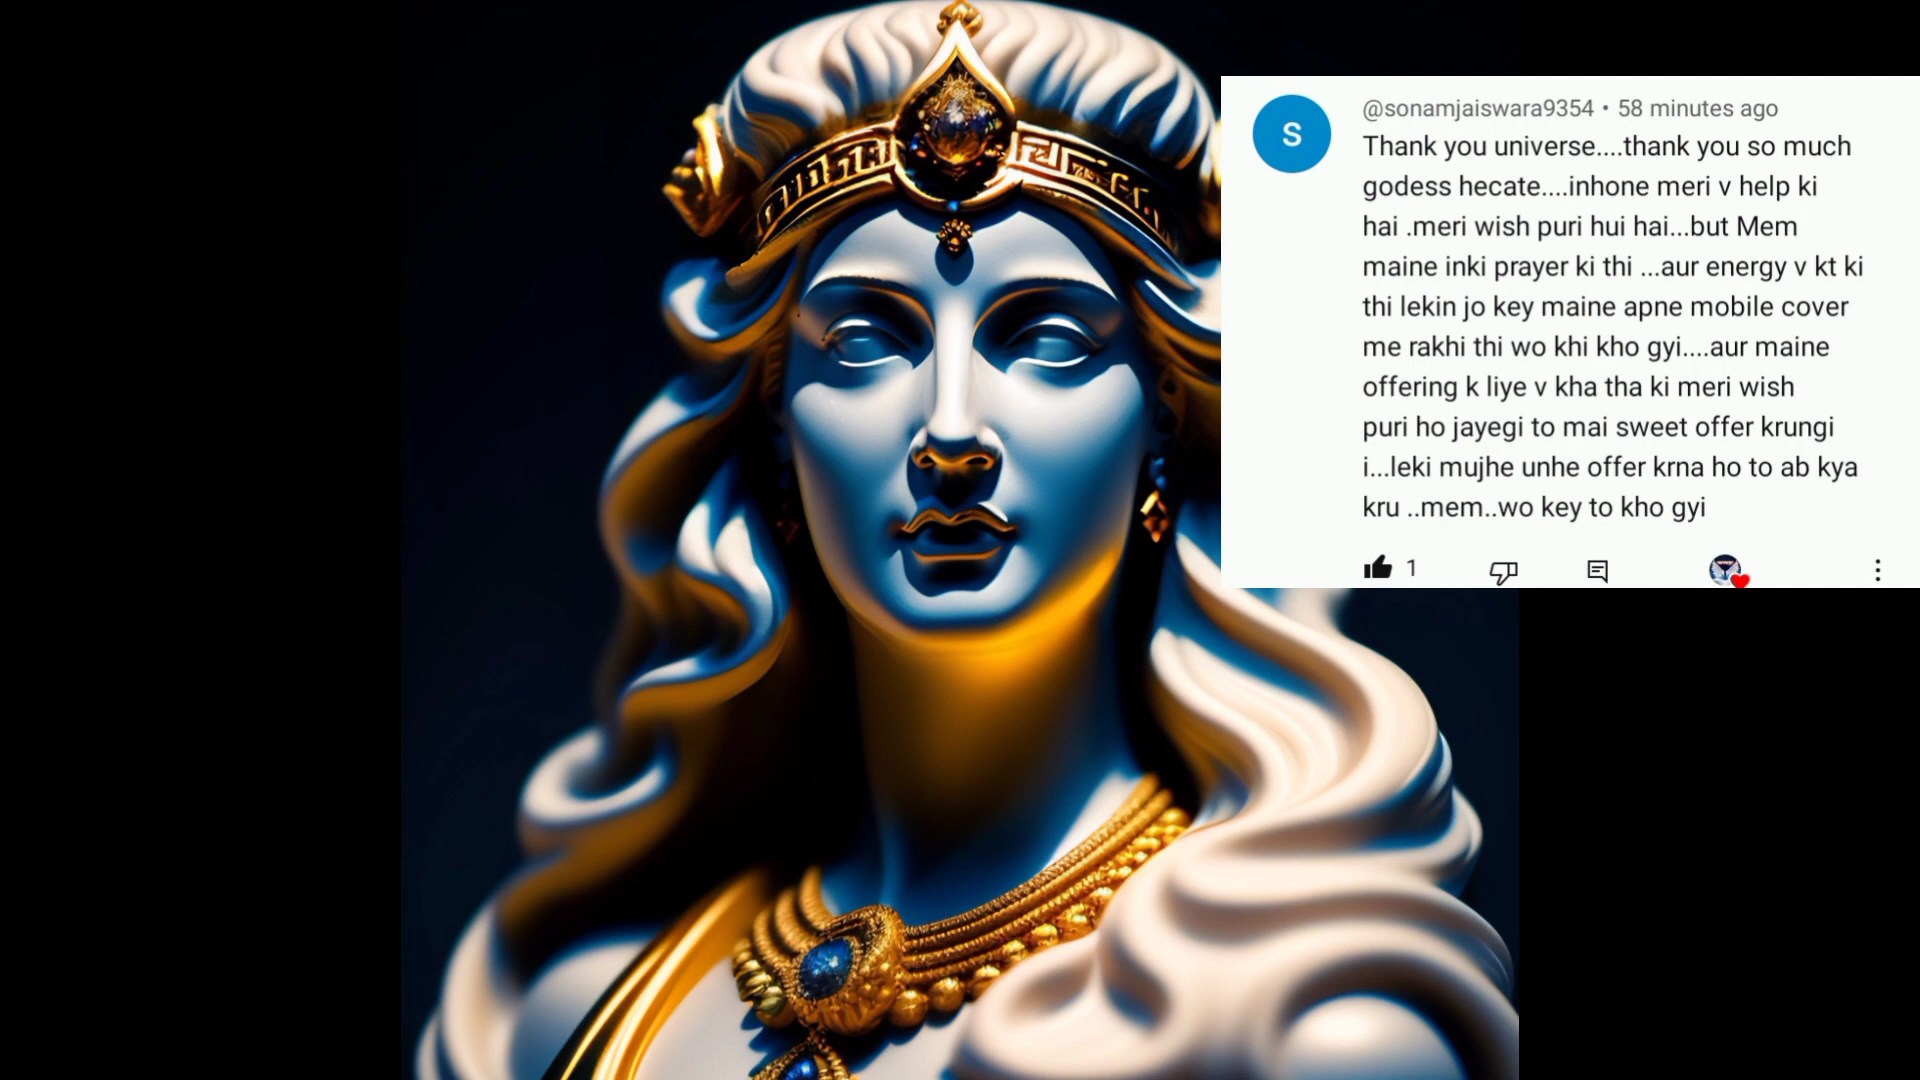 S
@sonamjaiswara9354 • 58 minutes ago
Thank you universe....thank you so much
godess hecate....inhone meri v help ki
hai .meri wish puri hui hai...but Mem
maine inki prayer ki thi ...aur energy v kt ki
thi lekin jo key maine apne mobile cover
me rakhi thi wo khi kho gyi....aur maine
offering k liye v kha tha ki meri wish
puri ho jayegi to mai sweet offer krungi
i...leki mujhe unhe offer krna ho to ab kya
kru ..mem..wo key to kho gyi
1